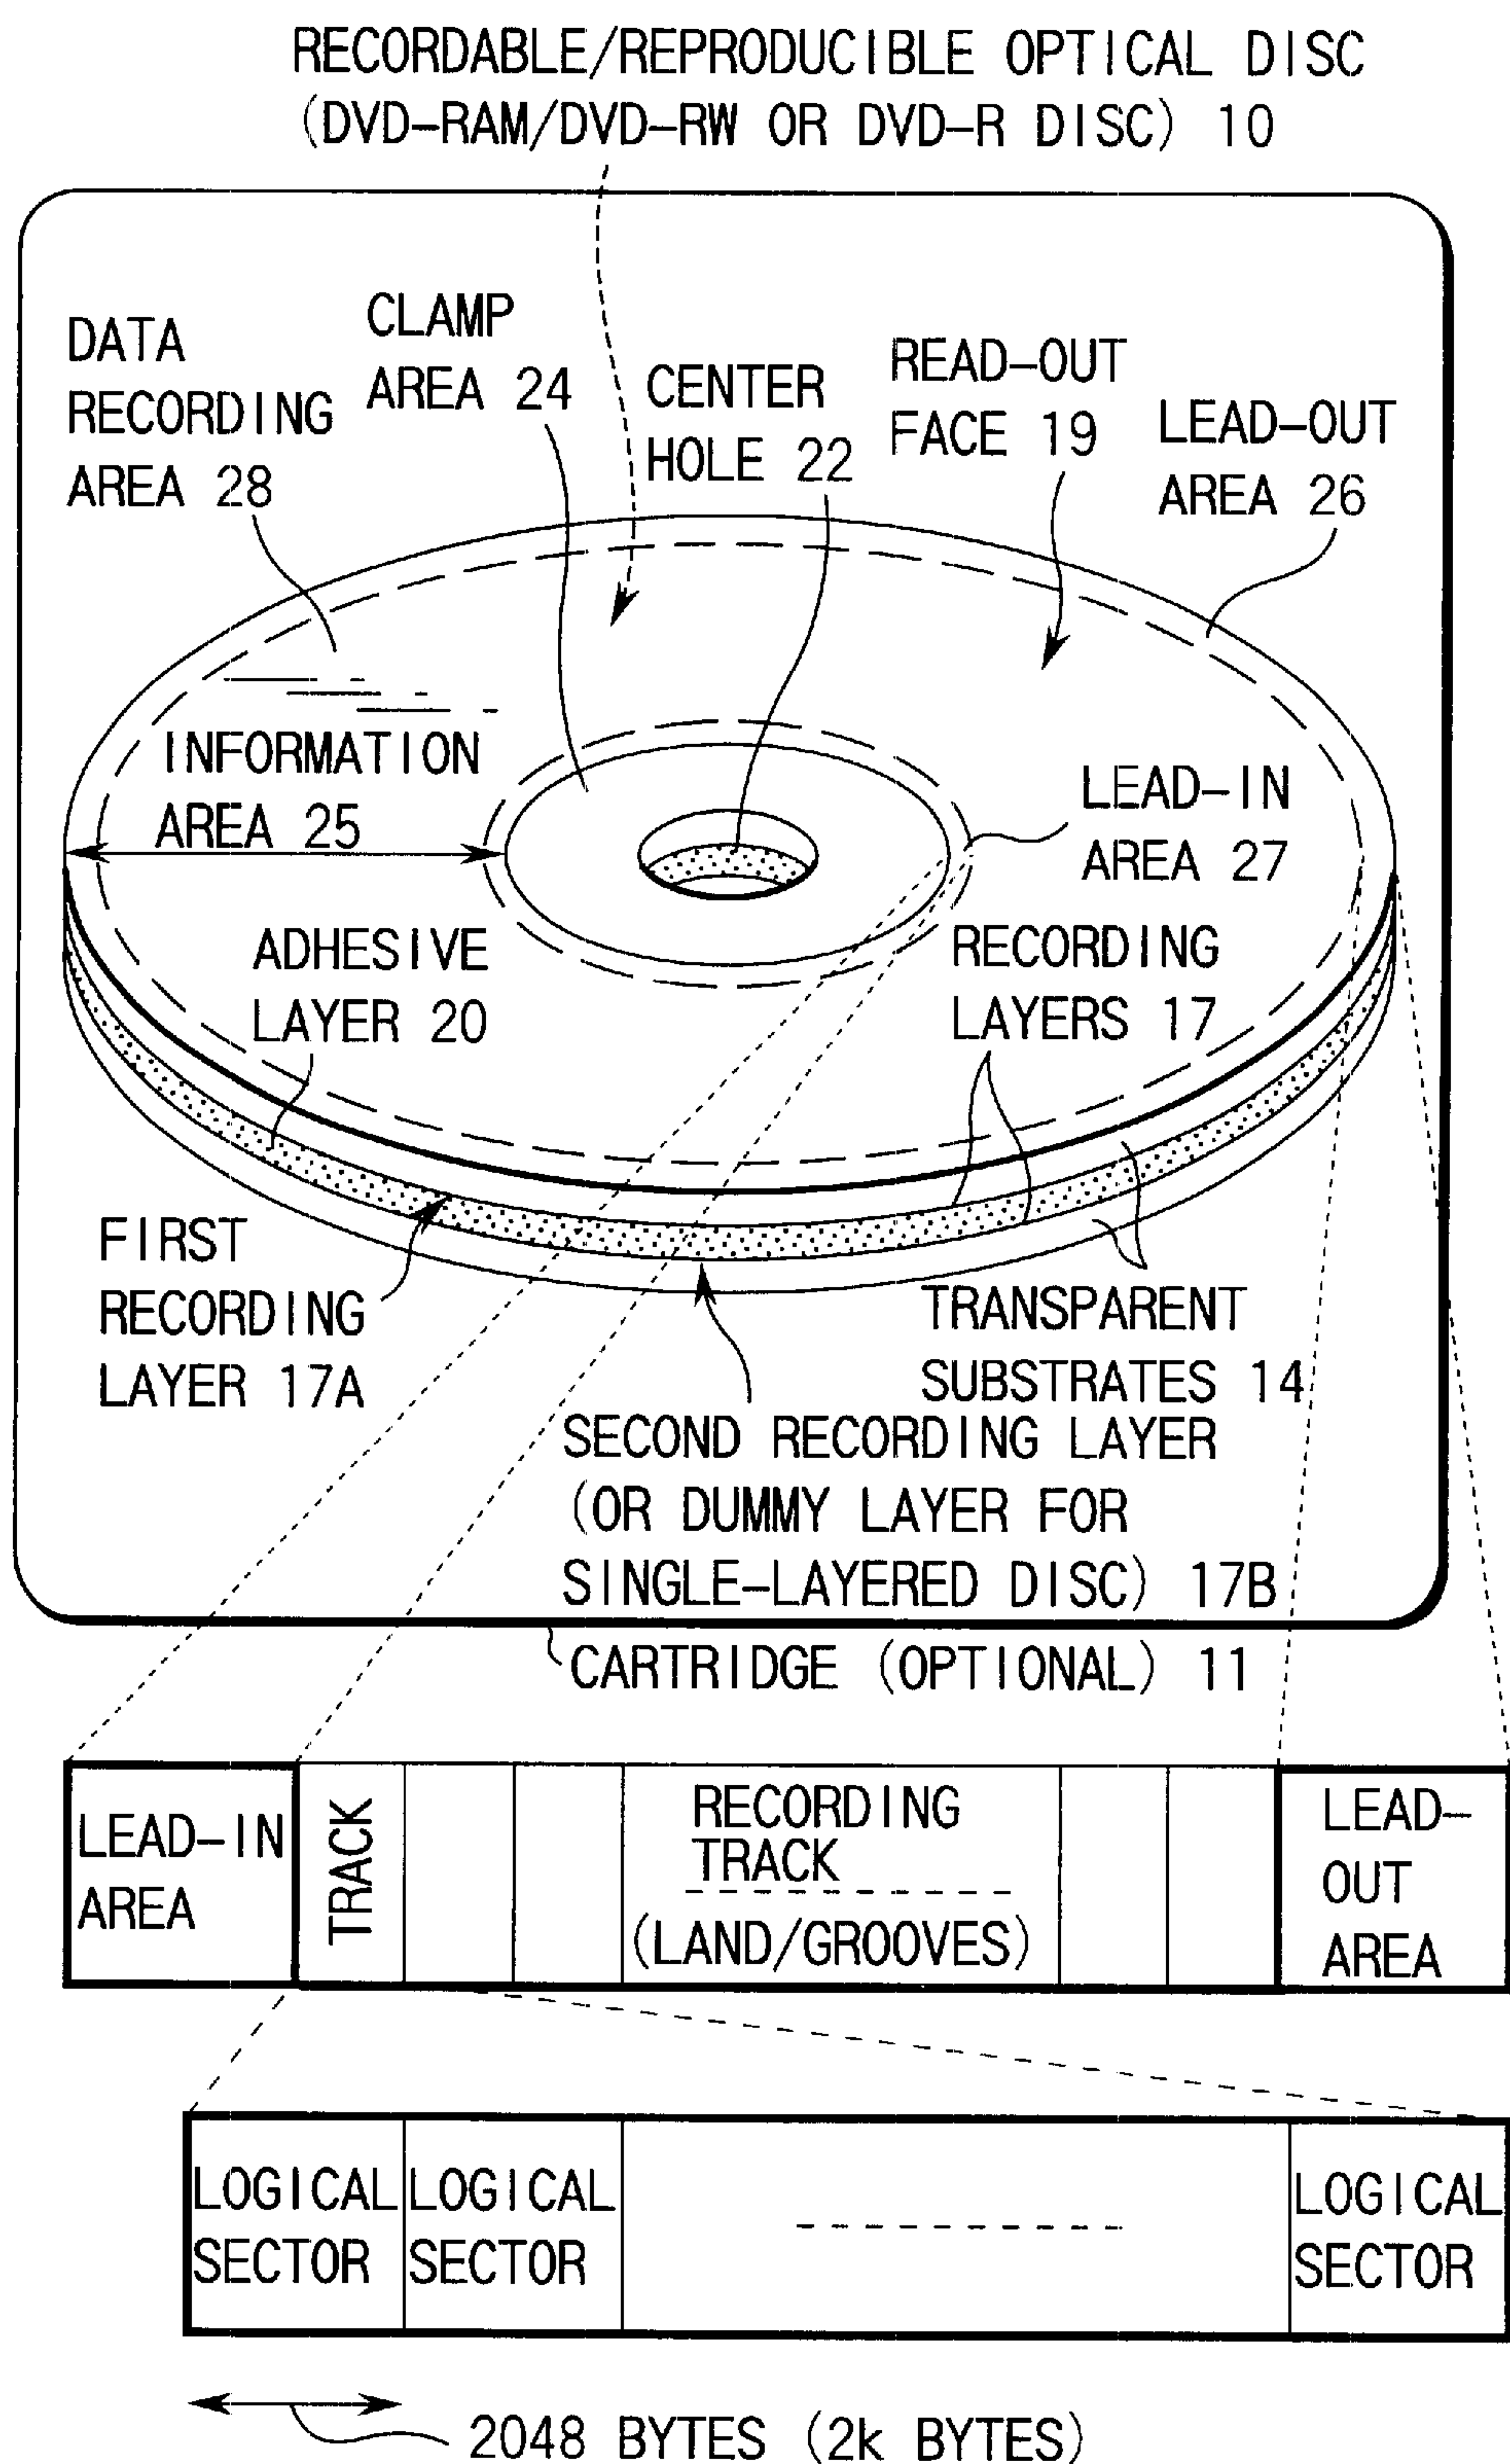 RECORDABLE/REPRODUCIBLE OPTICAL DISC
(DVD-RAM/DVD-RW OR DVD-R DISC) 10
DATA
RECORDING
AREA 28
CLAMP
AREA 24
CENTER
HOLE 22
READ-OUT
FACE 19
LEAD-OUT
AREA 26
INFORMATION
AREA 25
LEAD-IN
AREA 27
ADHESIVE
LAYER 20
RECORDING
LAYERS 17
FIRST
RECORDING
LAYER 17A
TRANSPARENT
SUBSTRATES 14
SECOND RECORDING LAYER
(OR DUMMY LAYER FOR
SINGLE-LAYERED DISC) 17B
CARTRIDGE (OPTIONAL) 11
LEAD-IN
AREA
TRACK
RECORDING
TRACK
(LAND/GROOVES)
LEAD-
OUT
AREA
LOGICAL
SECTOR
LOGICAL
SECTOR
LOGICAL
SECTOR
2048 BYTES (2k BYTES)